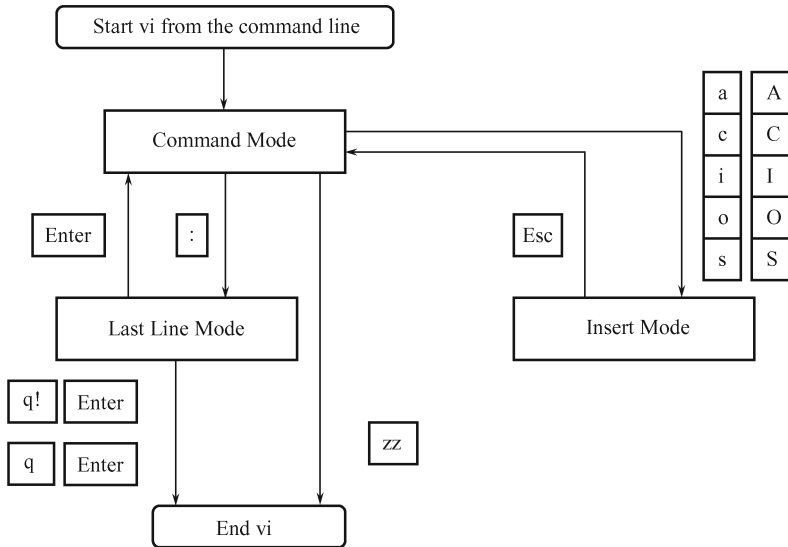 Start vi from the command line
Command Mode
a A
c C
i I
o O
s S
Enter
:
Esc
Last Line Mode
Insert Mode
q! Enter
zz
q Enter
End vi